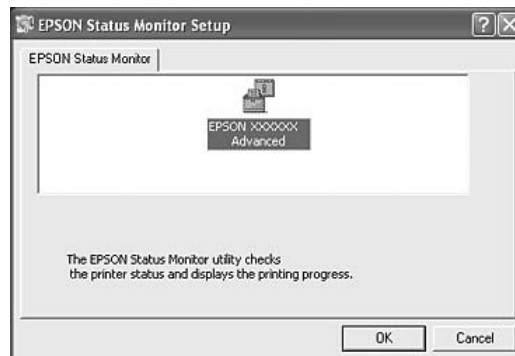 EPSON Status Monitor Setup
EPSON Status Monitor
EPSON XXXXXX
Advanced
The EPSON Status Monitor utility checks
the printer status and displays the printing progress.
OK
Cancel